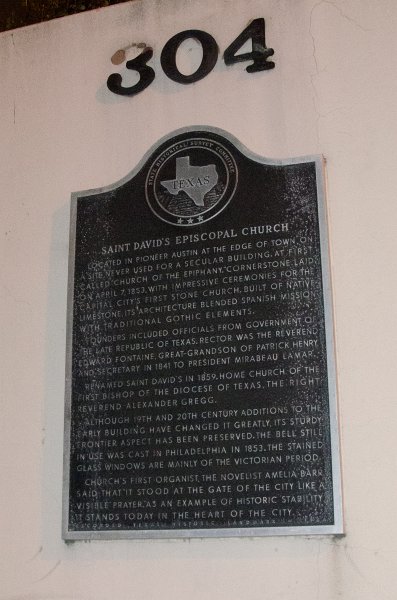 304
STATE HISTORICAL SURVEY COMMITTEE
TEXAS
SAINT DAVID'S EPISCOPAL CHURCH
LOCATED IN PIONEER AUSTIN AT THE EDGE OF TOWN, ON
A SITE NEVER USED FOR A SECULAR BUILDING. AT FIRST
CALLED "CHURCH OF THE EPIPHANY." CORNERSTONE LAID
ON APRIL 7, 1853, WITH IMPRESSIVE CEREMONIES FOR THE
CAPITAL CITY'S FIRST STONE CHURCH. BUILT OF NATIVE
LIMESTONE, ITS ARCHITECTURE BLENDED SPANISH MISSION
WITH TRADITIONAL GOTHIC ELEMENTS.
FOUNDERS INCLUDED OFFICIALS FROM GOVERNMENT OF
THE LATE REPUBLIC OF TEXAS. RECTOR WAS THE REVEREND
EDWARD FONTAINE, GREAT-GRANDSON OF PATRICK HENRY
AND SECRETARY IN 1841 TO PRESIDENT MIRABEAU LAMAR.
RENAMED SAINT DAVID'S IN 1859. HOME CHURCH OF THE
FIRST BISHOP OF THE DIOCESE OF TEXAS, THE RIGHT
REVEREND ALEXANDER GREGG.
ALTHOUGH 19TH AND 20TH CENTURY ADDITIONS TO THE
EARLY BUILDING HAVE CHANGED IT GREATLY, ITS STURDY
FRONTIER ASPECT HAS BEEN PRESERVED. THE BELL STILL
IN USE WAS CAST IN PHILADELPHIA IN 1853. THE STAINED
GLASS WINDOWS ARE MAINLY OF THE VICTORIAN PERIOD.
CHURCH'S FIRST ORGANIST, THE NOVELIST AMELIA BARR,
SAID THAT "IT STOOD AT THE GATE OF THE CITY LIKE A
VISIBLE PRAYER." AS AN EXAMPLE OF HISTORIC STABILITY,
IT STANDS TODAY IN THE HEART OF THE CITY.
RECORDED TEXAS HISTORIC LANDMARK